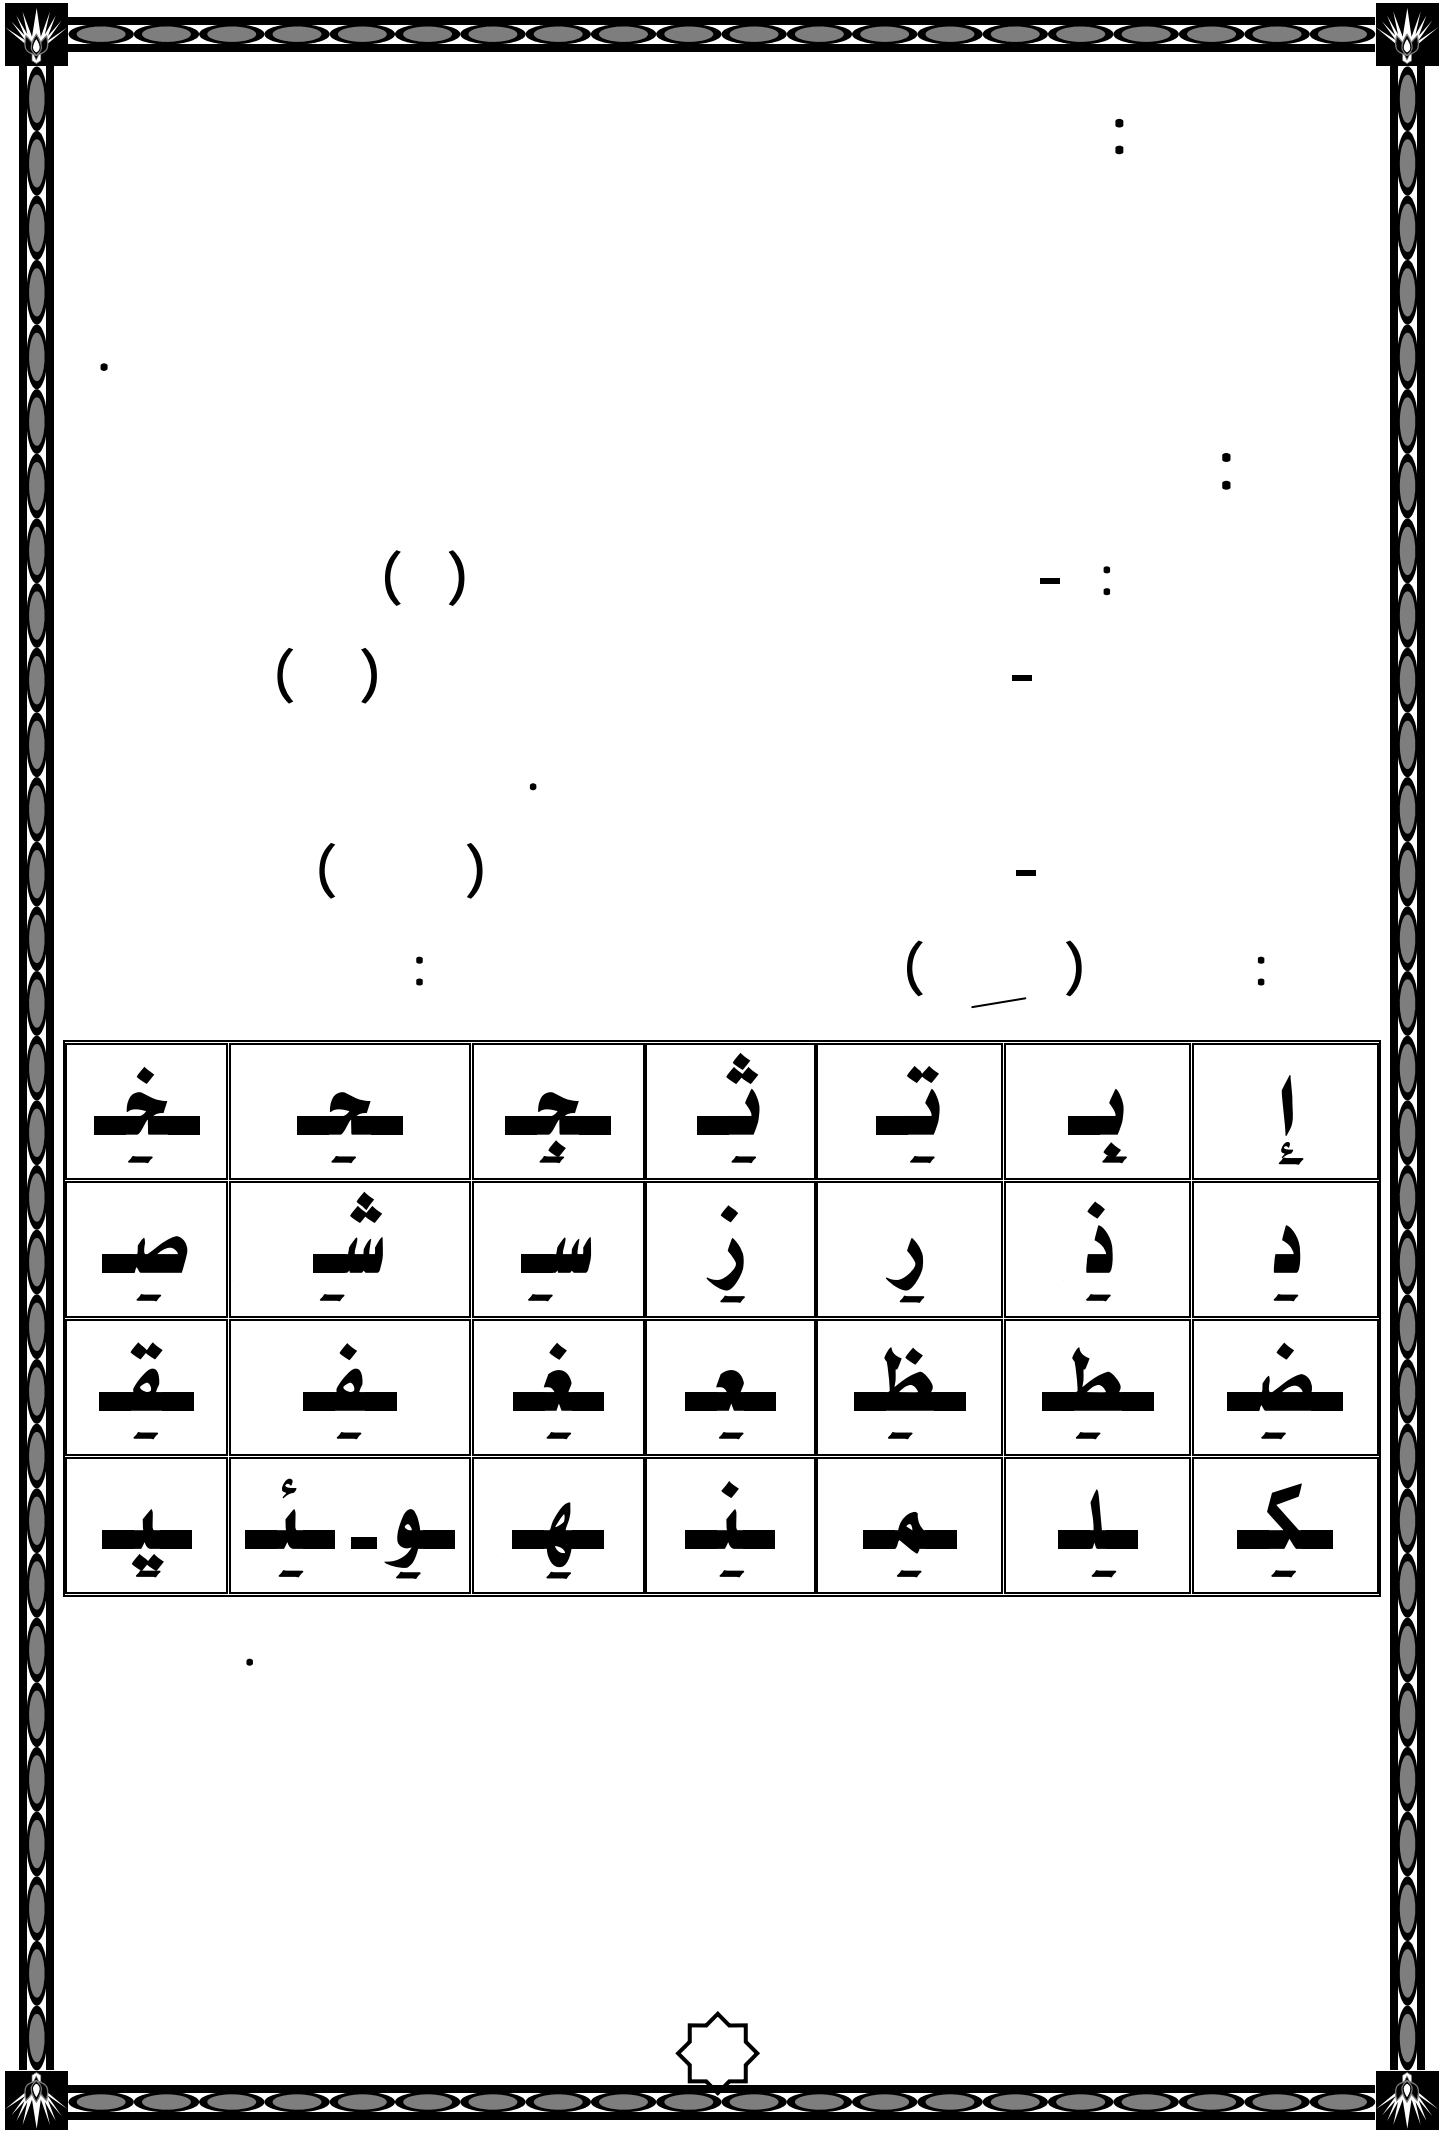 :
.
:
: - ( )
- ( )
.
- ( )
: ( ) :
إِ بِـ تِـ ثِـ جِـ حِـ خِـ
دِ ذِ رِ زِ سِـ شِـ صِـ
ـضِـ ـطِـ ـظِـ ـعِـ ـغِـ ـفِـ ـقِـ
ـكِـ ـلِـ ـمِـ ـنِـ ـهِـ ـوِ - ـئِـ ـيِـ
.